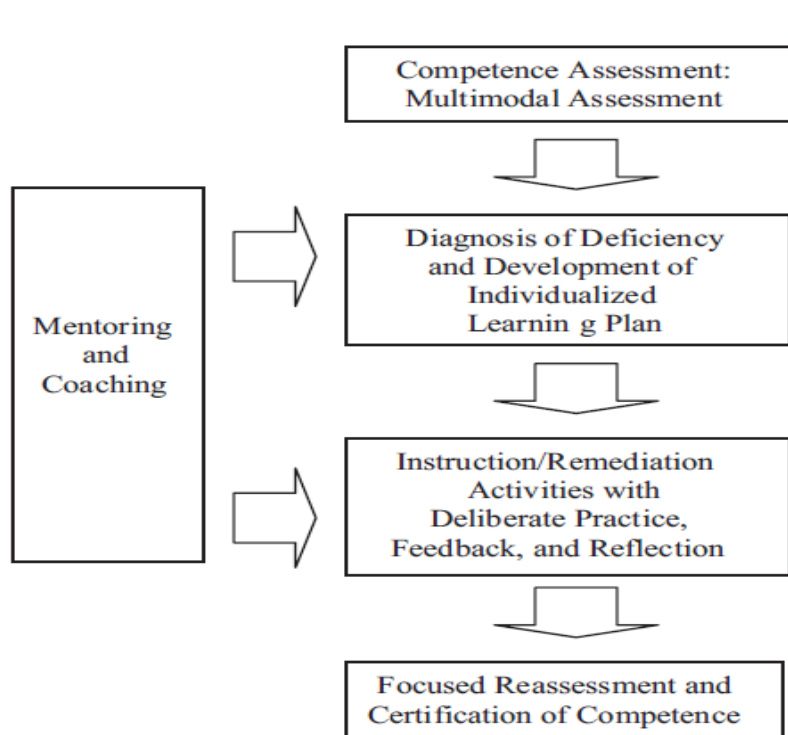 Competence Assessment:
Multimodal Assessment
Diagnosis of Deficiency
and Development of
Individualized
Learnin g Plan
Mentoring
and
Coaching
Instruction/Remediation
Activities with
Deliberate Practice,
Feedback, and Reflection
Focused Reassessment and
Certification of Competence